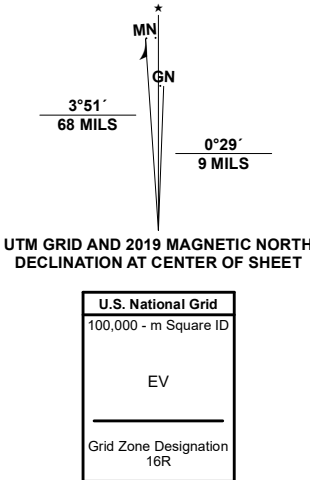 MN
GN
3°51´
68 MILS
0°29´
9 MILS
UTM GRID AND 2019 MAGNETIC NORTH
DECLINATION AT CENTER OF SHEET
U.S. National Grid
100,000 - m Square ID
EV
Grid Zone Designation
16R